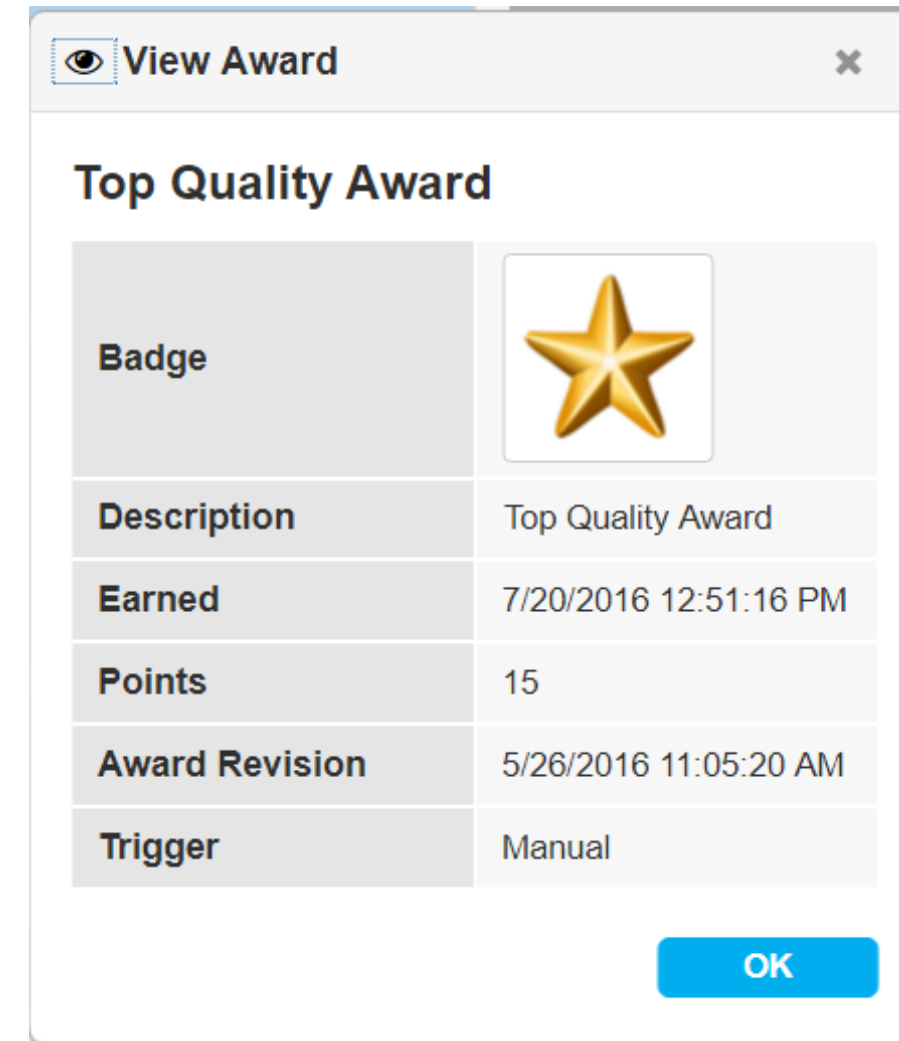 View Award
Top Quality Award
Badge
Description Top Quality Award
Earned 7/20/2016 12:51:16 PM
Points 15
Award Revision 5/26/2016 11:05:20 AM
Trigger Manual
OK